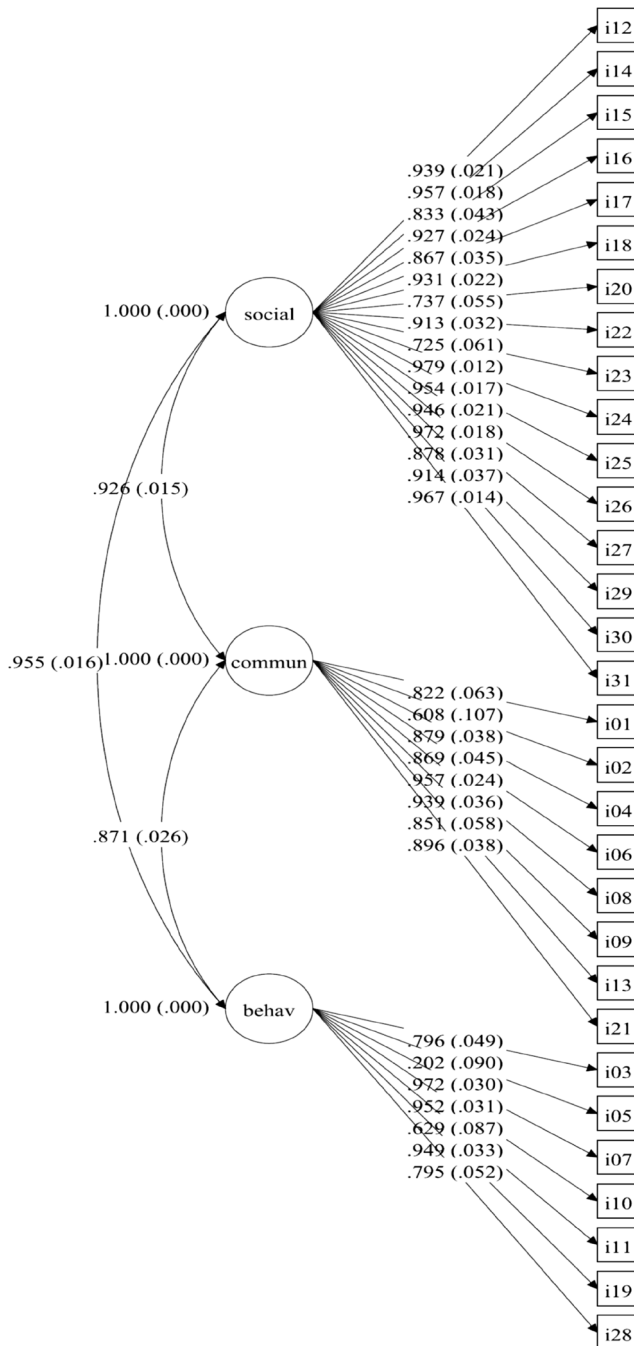 i12
i14
i15
i16
.939 (.021)
.957 (.018)
i17
.833 (.043)
.927 (.024)
i18
.867 (.035)
.931 (.022)
i20
.737 (.055)
1.000 (.000)
social
.913 (.032)
i22
.725 (.061)
i23
.979 (.012)
.954 (.017)
i24
.946 (.021)
.972 (.018)
i25
.878 (.031)
.914 (.037)
.926 (.015)
.967 (.014)
i26
i27
i29
i30
.955 (.016)
1.000 (.000)
commun
i31
.822 (.063)
.608 (.107)
i01
.879 (.038)
.869 (.045)
i02
.957 (.024)
.939 (.036)
i04
.851 (.058)
.871 (.026)
.896 (.038)
i06
i08
i09
i13
1.000 (.000)
behav
i21
.796 (.049)
.202 (.090)
i03
.972 (.030)
.952 (.031)
i05
.629 (.087)
.949 (.033)
i07
.795 (.052)
i10
i11
i19
i28